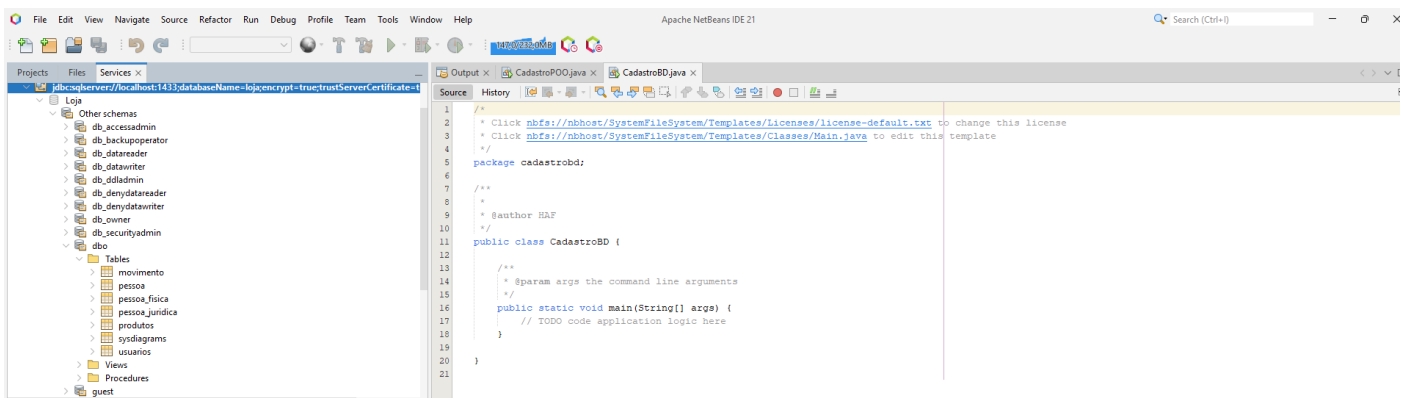 File Edit View Navigate Source Refactor Run Debug Profile Team Tools Window Help Apache NetBeans IDE 21 Search (Ctrl+I)
Projects Files Services
jdbc:sqlserver://localhost:1433;databaseName=loja;encrypt=true;trustServerCertificate=t
Loja
Other schemas
db_accessadmin
db_backupoperator
db_datareader
db_datawriter
db_ddladmin
db_denydatareader
db_denydatawriter
db_owner
db_securityadmin
dbo
Tables
movimento
pessoa
pessoa_fisica
pessoa_juridica
produtos
sysdiagrams
usuarios
Views
Procedures
guest
Output CadastroPOO.java CadastroBD.java
Source History
1 /*
2 * Click nbfs://nbhost/SystemFileSystem/Templates/Licenses/license-default.txt to change this license
3 * Click nbfs://nbhost/SystemFileSystem/Templates/Classes/Main.java to edit this template
4 */
5 package cadastrobd;
6
7 /**
8 *
9 * @author HAF
10 */
11 public class CadastroBD {
12
13 /**
14 * @param args the command line arguments
15 */
16 public static void main(String[] args) {
17 // TODO code application logic here
18 }
19
20 }
21